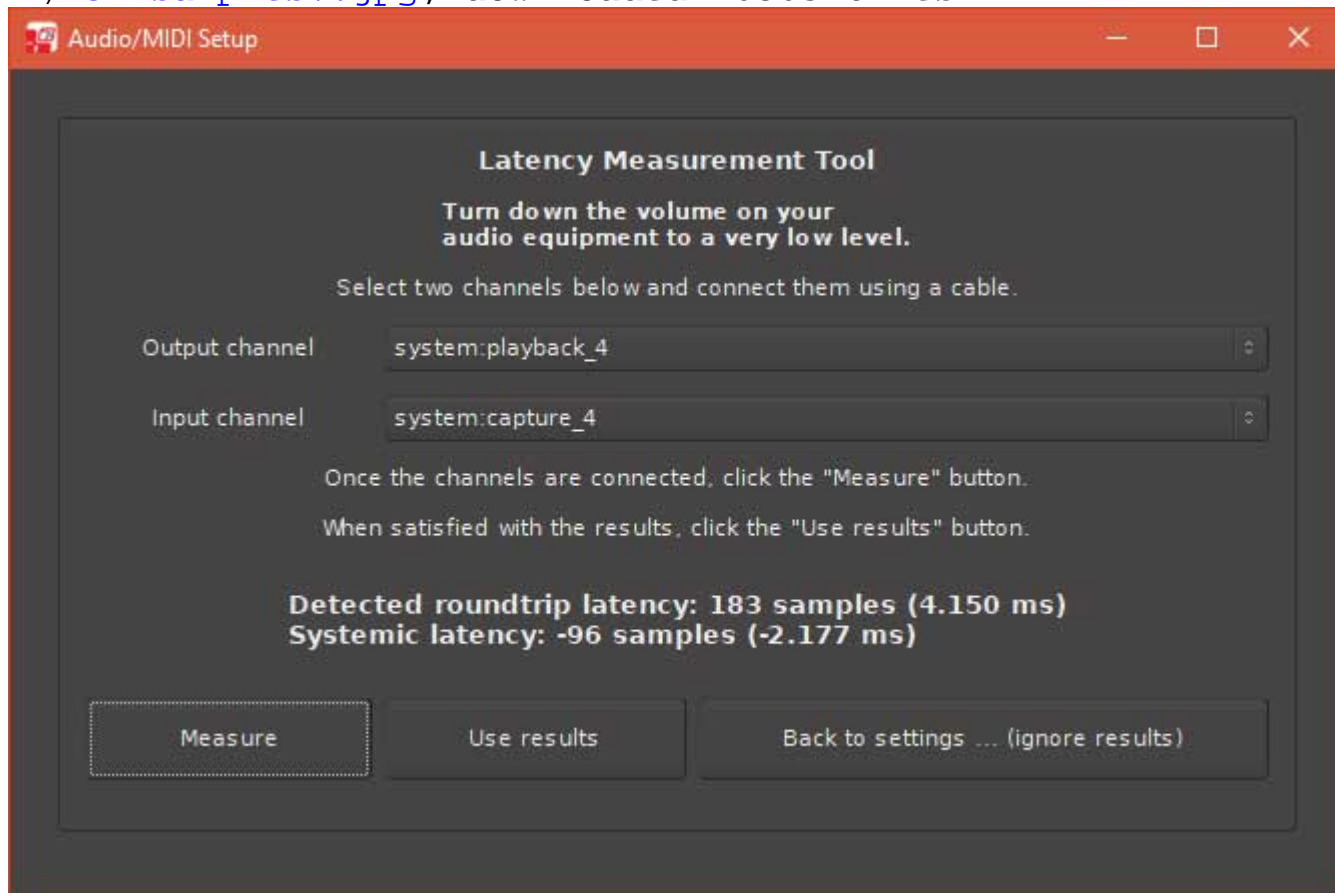 Audio/MIDI Setup
Latency Measurement Tool
Turn down the volume on your
audio equipment to a very low level.
Select two channels below and connect them using a cable.
Output channel system:playback_4
Input channel system:capture_4
Once the channels are connected, click the "Measure" button.
When satisfied with the results, click the "Use results" button.
Detected roundtrip latency: 183 samples (4.150 ms)
Systemic latency: -96 samples (-2.177 ms)
Measure Use results Back to settings ... (ignore results)